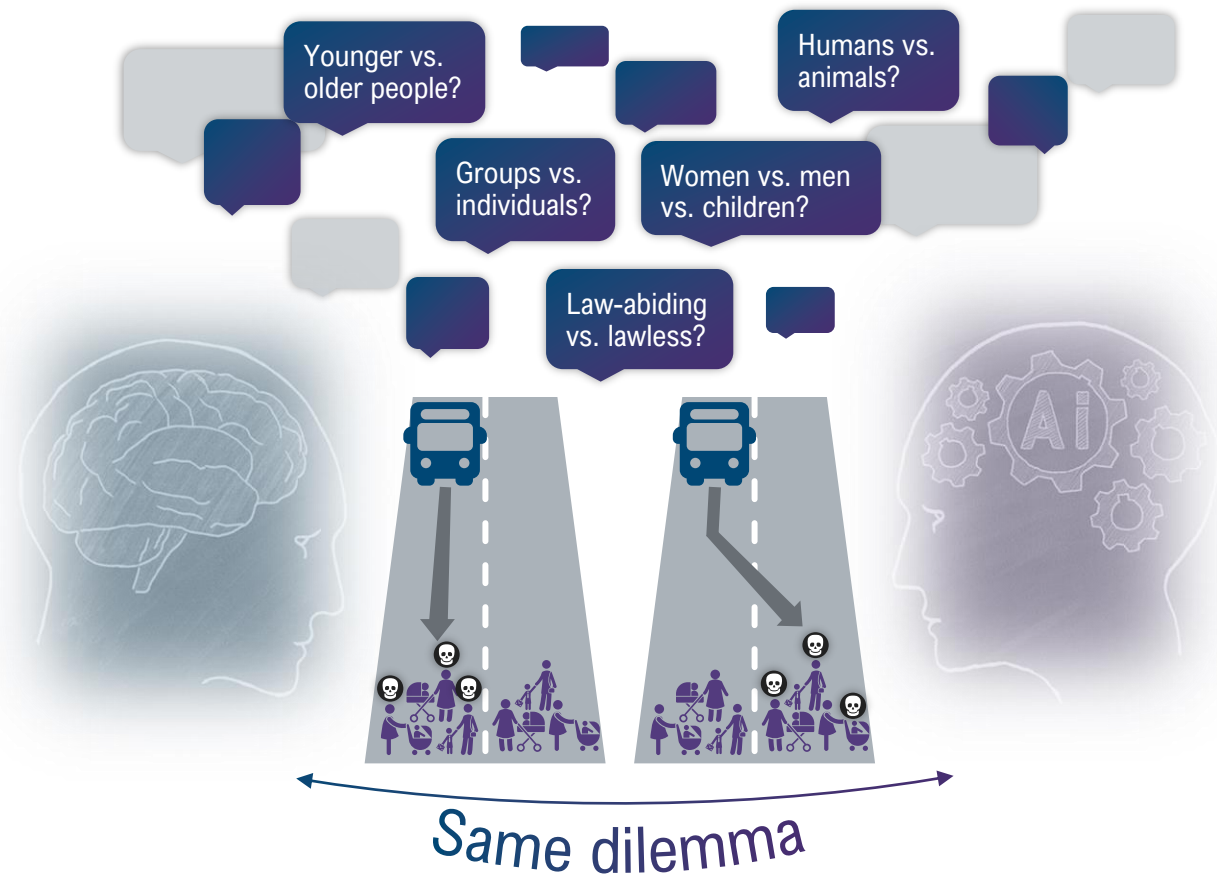 Younger vs.
older people?
Humans vs.
animals?
Groups vs.
individuals?
Women vs. men
vs. children?
Law-abiding
vs. lawless?
Ai
Same dilemma